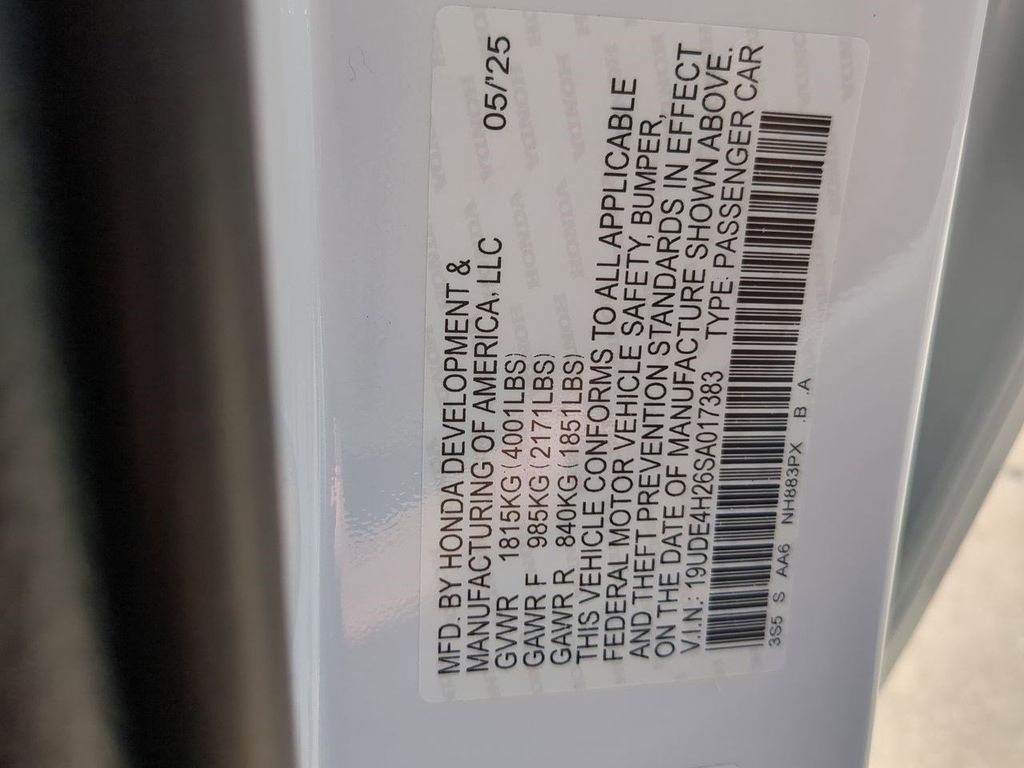 MFD. BY HONDA DEVELOPMENT &
MANUFACTURING OF AMERICA, LLC 05/'25
GVWR 1815KG(4001LBS)
GAWR F 985KG(2171LBS)
GAWR R 840KG(1851LBS)
THIS VEHICLE CONFORMS TO ALL APPLICABLE
FEDERAL MOTOR VEHICLE SAFETY, BUMPER,
AND THEFT PREVENTION STANDARDS IN EFFECT
ON THE DATE OF MANUFACTURE SHOWN ABOVE.
V.I.N.: 19UDE4H26SA017383 TYPE: PASSENGER CAR
3S5 S AA6 NH883PX .B .A